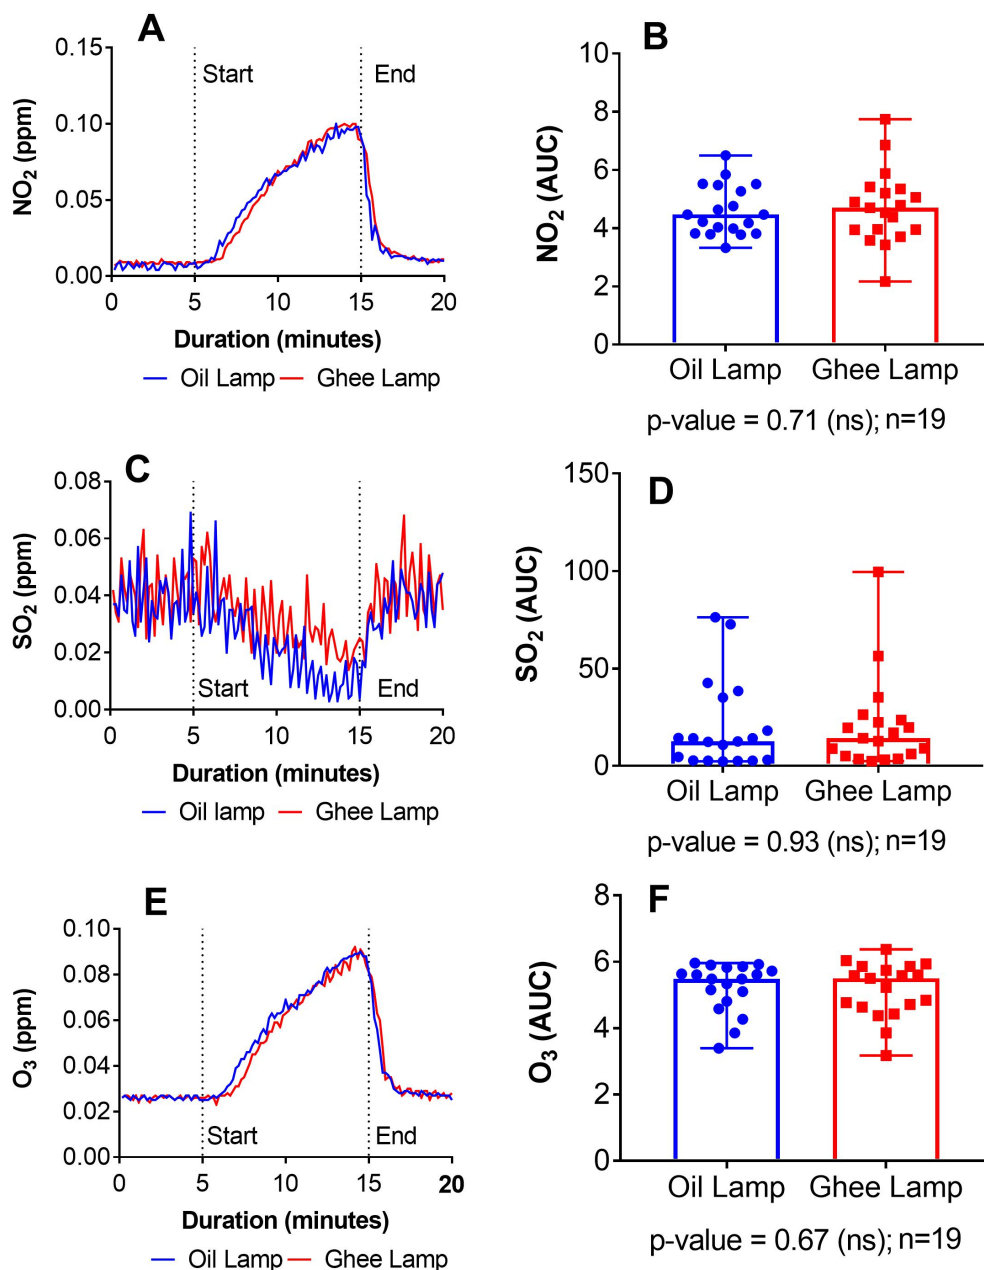 A
NO2 (ppm)
0.15
0.10
0.05
0.00
Start
End
0 5 10 15 20
Duration (minutes)
Oil Lamp Ghee Lamp
B
NO2 (AUC)
10
8
6
4
2
0
Oil Lamp Ghee Lamp
p-value = 0.71 (ns); n=19
C
SO2 (ppm)
0.08
0.06
0.04
0.02
0.00
Start
End
0 5 10 15 20
Duration (minutes)
Oil lamp Ghee Lamp
D
SO2 (AUC)
150
100
50
0
Oil Lamp Ghee Lamp
p-value = 0.93 (ns); n=19
E
O3 (ppm)
0.10
0.08
0.06
0.04
0.02
0.00
Start
End
0 5 10 15 20
Duration (minutes)
Oil Lamp Ghee Lamp
F
O3 (AUC)
8
6
4
2
0
Oil Lamp Ghee Lamp
p-value = 0.67 (ns); n=19